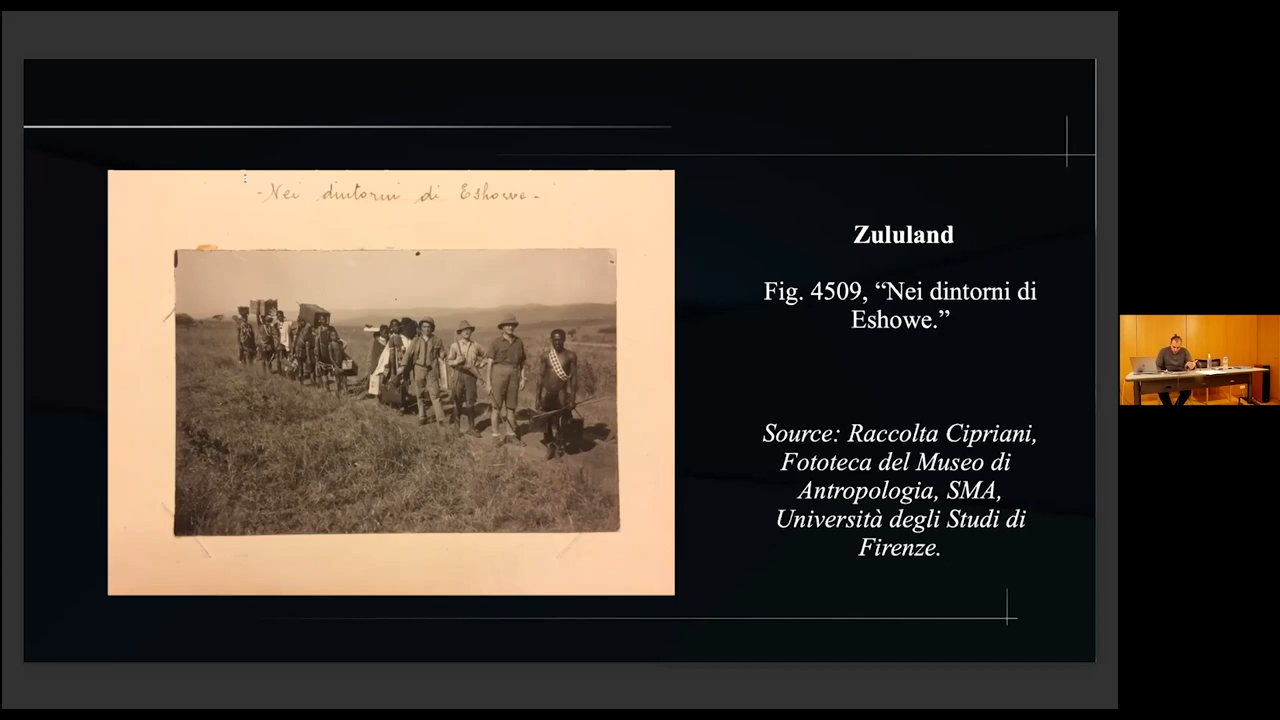 -Nei dintorni di Eshowe-
Zululand
Fig. 4509, “Nei dintorni di
Eshowe.”
Source: Raccolta Cipriani,
Fototeca del Museo di
Antropologia, SMA,
Università degli Studi di
Firenze.